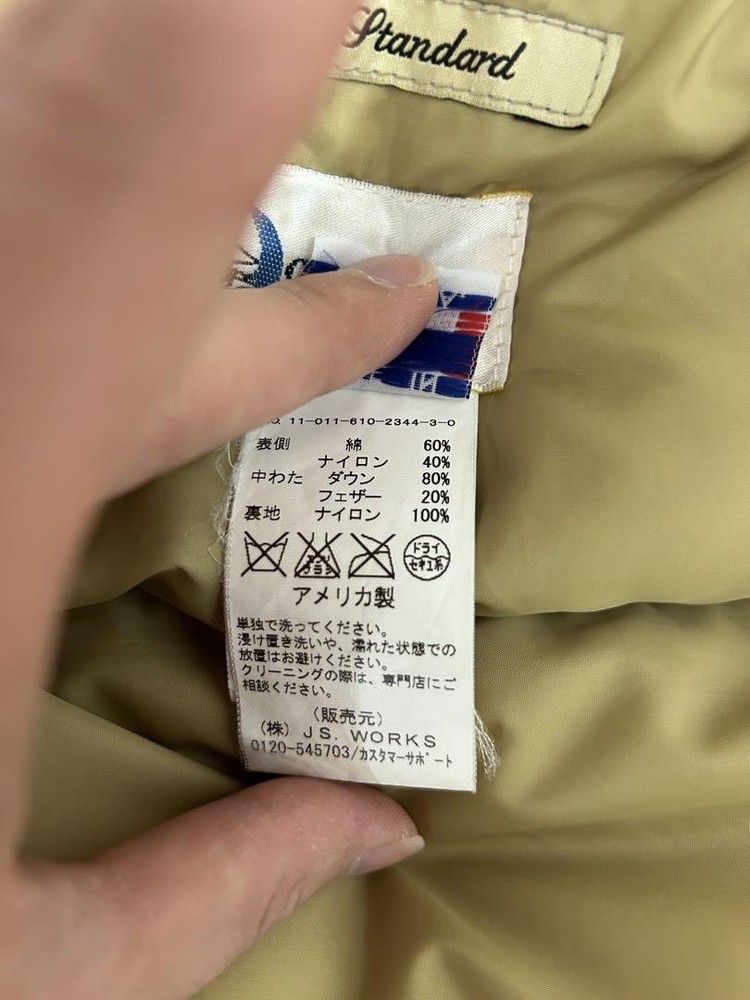 Standard
11-011-610-2344-3-0
表側 綿 60%
ナイロン 40%
中わた ダウン 80%
フェザー 20%
裏地 ナイロン 100%
ドライ
セキユ系
アメリカ製
単独で洗ってください。
浸け置き洗いや、濡れた状態での
放置はお避けください。
クリーニングの際は、専門店にご
相談ください。
(販売元)
(株) JS. WORKS
0120-545703/カスタマーサポート